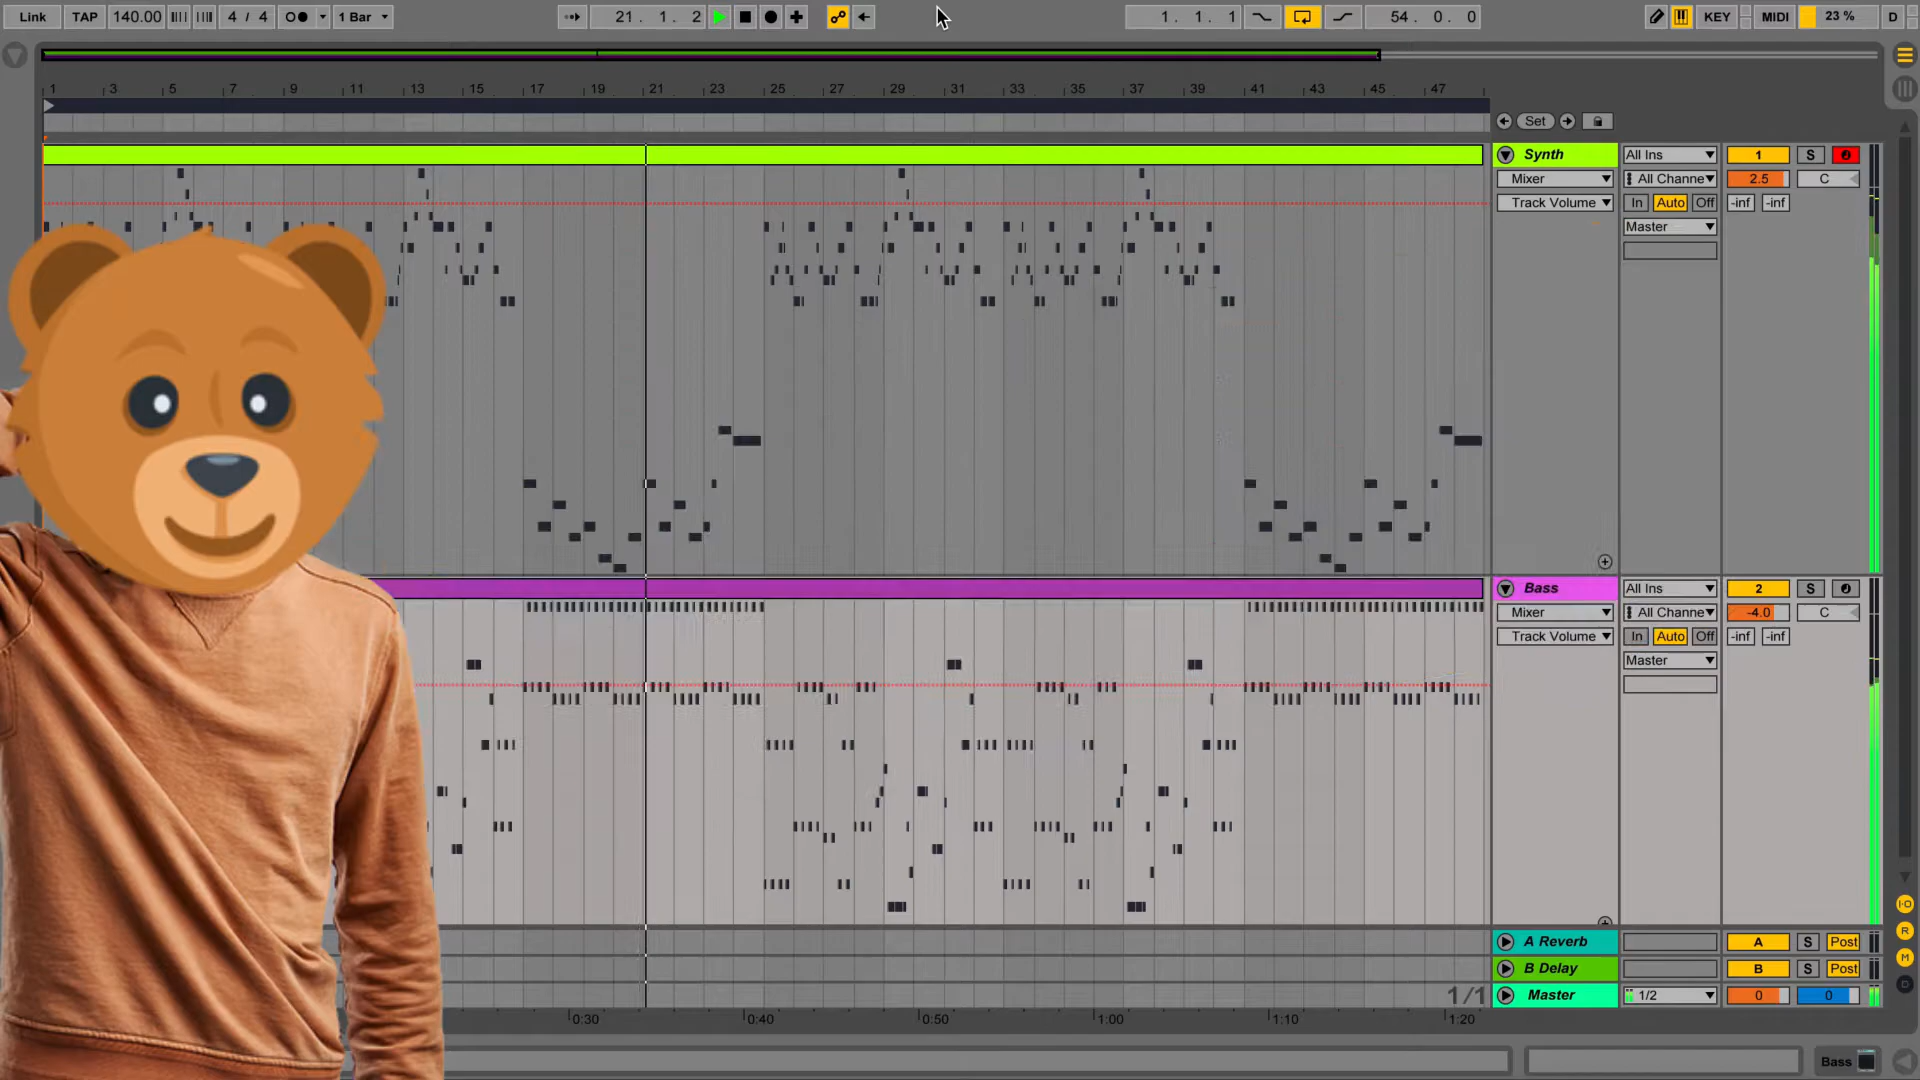 Link TAP 140.00 4 / 4 1 Bar 21. 1. 2 1. 1. 1 54. 0. 0 KEY MIDI 23 % D
1 3 5 7 9 11 13 15 17 19 21 23 25 27 29 31 33 35 37 39 41 43 45 47
Set
Synth All Ins 1 S
Mixer All Channe 2.5 C
Track Volume In Auto Off -inf -inf
Master
Bass All Ins 2 S
Mixer All Channe -4.0 C
Track Volume In Auto Off -inf -inf
Master
A Reverb A S Post
B Delay B S Post
1/1 Master 1/2 0 0
0:30 0:40 0:50 1:00 1:10 1:20
I·O
R
M
D
Bass